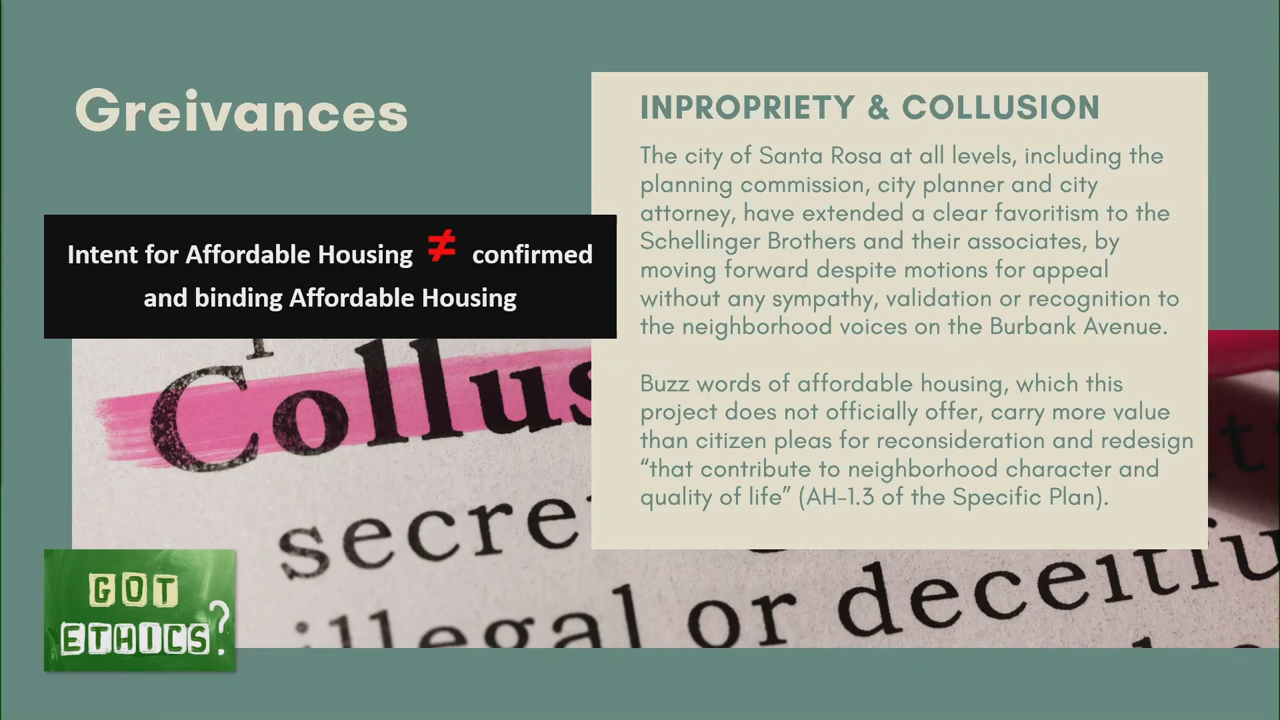 Greivances
INPROPRIETY & COLLUSION
The city of Santa Rosa at all levels, including the
planning commission, city planner and city
attorney, have extended a clear favoritism to the
Schellinger Brothers and their associates, by
moving forward despite motions for appeal
without any sympathy, validation or recognition to
the neighborhood voices on the Burbank Avenue.
Buzz words of affordable housing, which this
project does not officially offer, carry more value
than citizen pleas for reconsideration and redesign
“that contribute to neighborhood character and
quality of life” (AH-1.3 of the Specific Plan).
Intent for Affordable Housing ≠ confirmed
and binding Affordable Housing
Collus
secre
illegal or deceitfu
GOT
ETHICS?